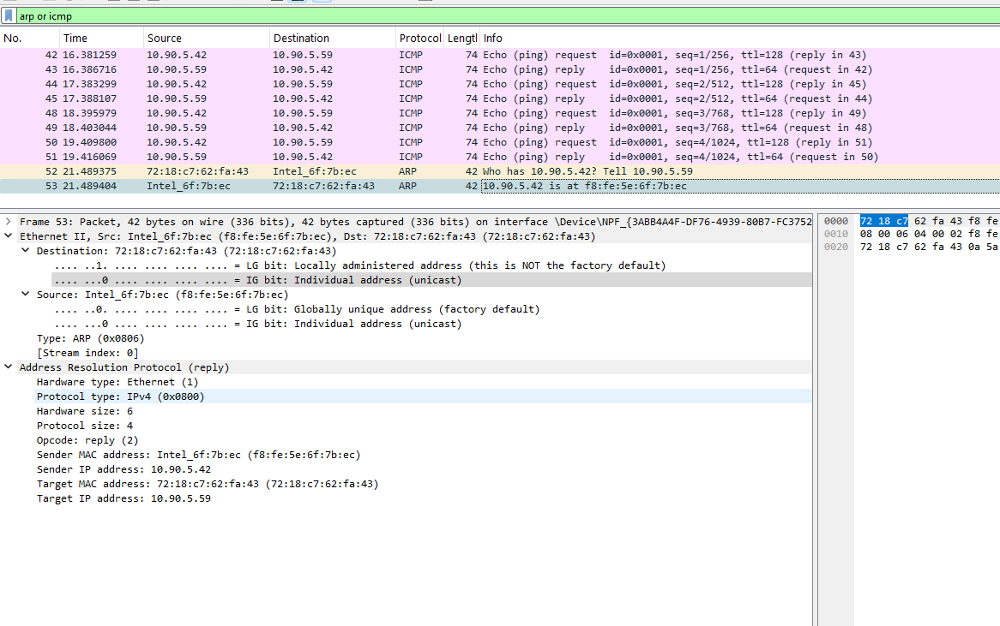 arp or icmp
No. Time Source Destination Protocol Lengtl Info
42 16.381259 10.90.5.42 10.90.5.59 ICMP 74 Echo (ping) request id=0x0001, seq=1/256, ttl=128 (reply in 43)
43 16.386716 10.90.5.59 10.90.5.42 ICMP 74 Echo (ping) reply id=0x0001, seq=1/256, ttl=64 (request in 42)
44 17.383299 10.90.5.42 10.90.5.59 ICMP 74 Echo (ping) request id=0x0001, seq=2/512, ttl=128 (reply in 45)
45 17.388107 10.90.5.59 10.90.5.42 ICMP 74 Echo (ping) reply id=0x0001, seq=2/512, ttl=64 (request in 44)
48 18.395979 10.90.5.42 10.90.5.59 ICMP 74 Echo (ping) request id=0x0001, seq=3/768, ttl=128 (reply in 49)
49 18.403044 10.90.5.59 10.90.5.42 ICMP 74 Echo (ping) reply id=0x0001, seq=3/768, ttl=64 (request in 48)
50 19.409800 10.90.5.42 10.90.5.59 ICMP 74 Echo (ping) request id=0x0001, seq=4/1024, ttl=128 (reply in 51)
51 19.416069 10.90.5.59 10.90.5.42 ICMP 74 Echo (ping) reply id=0x0001, seq=4/1024, ttl=64 (request in 50)
52 21.489375 72:18:c7:62:fa:43 Intel_6f:7b:ec ARP 42 Who has 10.90.5.42? Tell 10.90.5.59
53 21.489404 Intel_6f:7b:ec 72:18:c7:62:fa:43 ARP 42 10.90.5.42 is at f8:fe:5e:6f:7b:ec
Frame 53: Packet, 42 bytes on wire (336 bits), 42 bytes captured (336 bits) on interface \Device\NPF_{3ABB4A4F-DF76-4939-80B7-FC3752
Ethernet II, Src: Intel_6f:7b:ec (f8:fe:5e:6f:7b:ec), Dst: 72:18:c7:62:fa:43 (72:18:c7:62:fa:43)
Destination: 72:18:c7:62:fa:43 (72:18:c7:62:fa:43)
.... ..1. .... .... .... .... = LG bit: Locally administered address (this is NOT the factory default)
.... ...0 .... .... .... .... = IG bit: Individual address (unicast)
Source: Intel_6f:7b:ec (f8:fe:5e:6f:7b:ec)
.... ..0. .... .... .... .... = LG bit: Globally unique address (factory default)
.... ...0 .... .... .... .... = IG bit: Individual address (unicast)
Type: ARP (0x0806)
[Stream index: 0]
Address Resolution Protocol (reply)
Hardware type: Ethernet (1)
Protocol type: IPv4 (0x0800)
Hardware size: 6
Protocol size: 4
Opcode: reply (2)
Sender MAC address: Intel_6f:7b:ec (f8:fe:5e:6f:7b:ec)
Sender IP address: 10.90.5.42
Target MAC address: 72:18:c7:62:fa:43 (72:18:c7:62:fa:43)
Target IP address: 10.90.5.59
0000 72 18 c7 62 fa 43 f8 fe
0010 08 00 06 04 00 02 f8 fe
0020 72 18 c7 62 fa 43 0a 5a